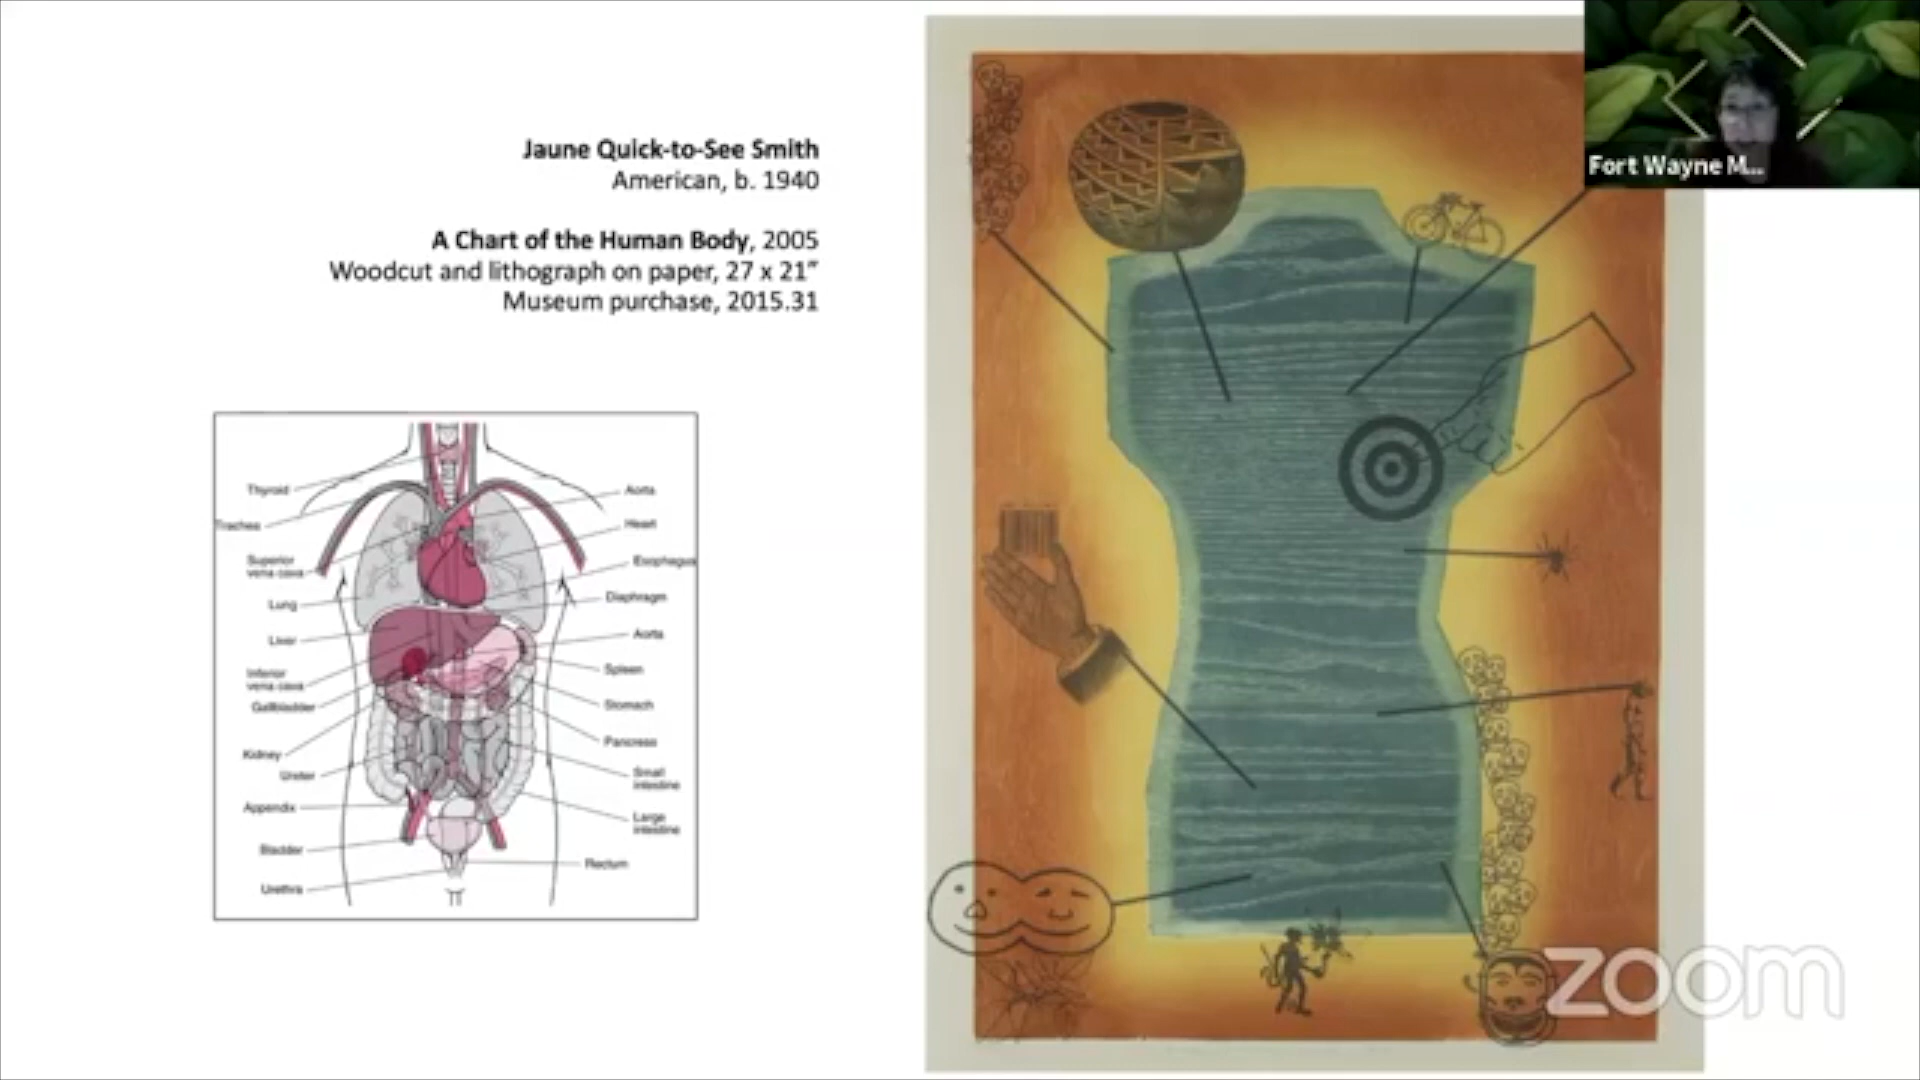 Jaune Quick-to-See Smith
American, b. 1940
A Chart of the Human Body, 2005
Woodcut and lithograph on paper, 27 x 21”
Museum purchase, 2015.31
Thyroid
Trachea
Superior
vena cava
Lung
Liver
Inferior
vena cava
Gallbladder
Kidney
Ureter
Appendix
Bladder
Urethra
Aorta
Heart
Esophagus
Diaphragm
Aorta
Spleen
Stomach
Pancreas
Small
intestine
Large
intestine
Rectum
Fort Wayne M...
zoom